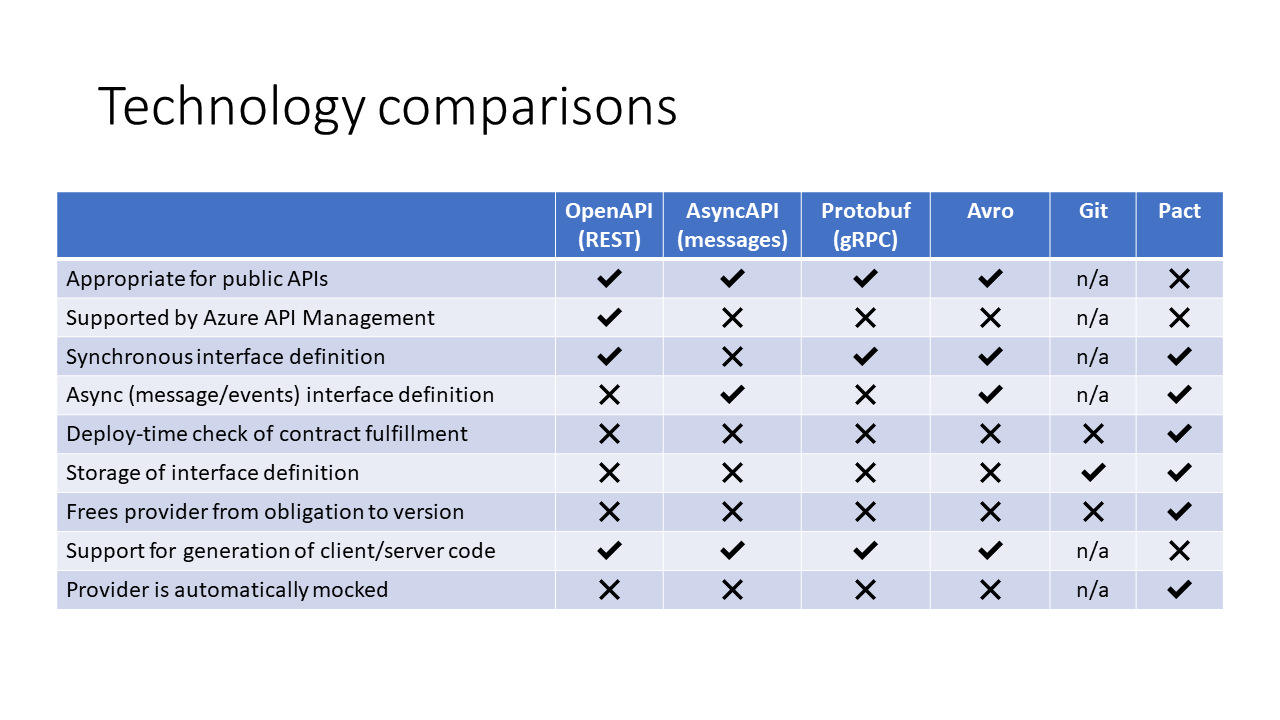 Technology comparisons
OpenAPI (REST) AsyncAPI (messages) Protobuf (gRPC) Avro Git Pact
Appropriate for public APIs ✔ ✔ ✔ ✔ n/a ✕
Supported by Azure API Management ✔ ✕ ✕ ✕ n/a ✕
Synchronous interface definition ✔ ✕ ✔ ✔ n/a ✔
Async (message/events) interface definition ✕ ✔ ✕ ✔ n/a ✔
Deploy-time check of contract fulfillment ✕ ✕ ✕ ✕ ✕ ✔
Storage of interface definition ✕ ✕ ✕ ✕ ✔ ✔
Frees provider from obligation to version ✕ ✕ ✕ ✕ ✕ ✔
Support for generation of client/server code ✔ ✔ ✔ ✔ n/a ✕
Provider is automatically mocked ✕ ✕ ✕ ✕ n/a ✔